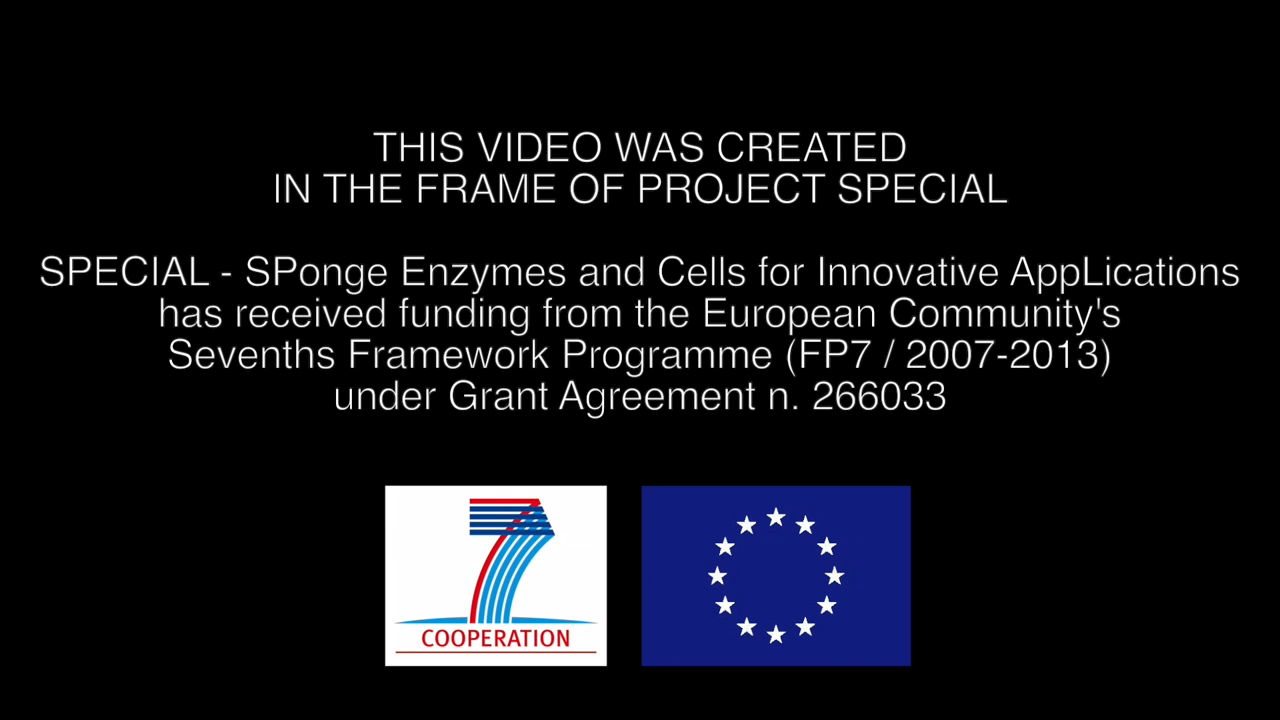 THIS VIDEO WAS CREATED
IN THE FRAME OF PROJECT SPECIAL
SPECIAL - SPonge Enzymes and Cells for Innovative AppLications
has received funding from the European Community's
Sevenths Framework Programme (FP7 / 2007-2013)
under Grant Agreement n. 266033
7
COOPERATION